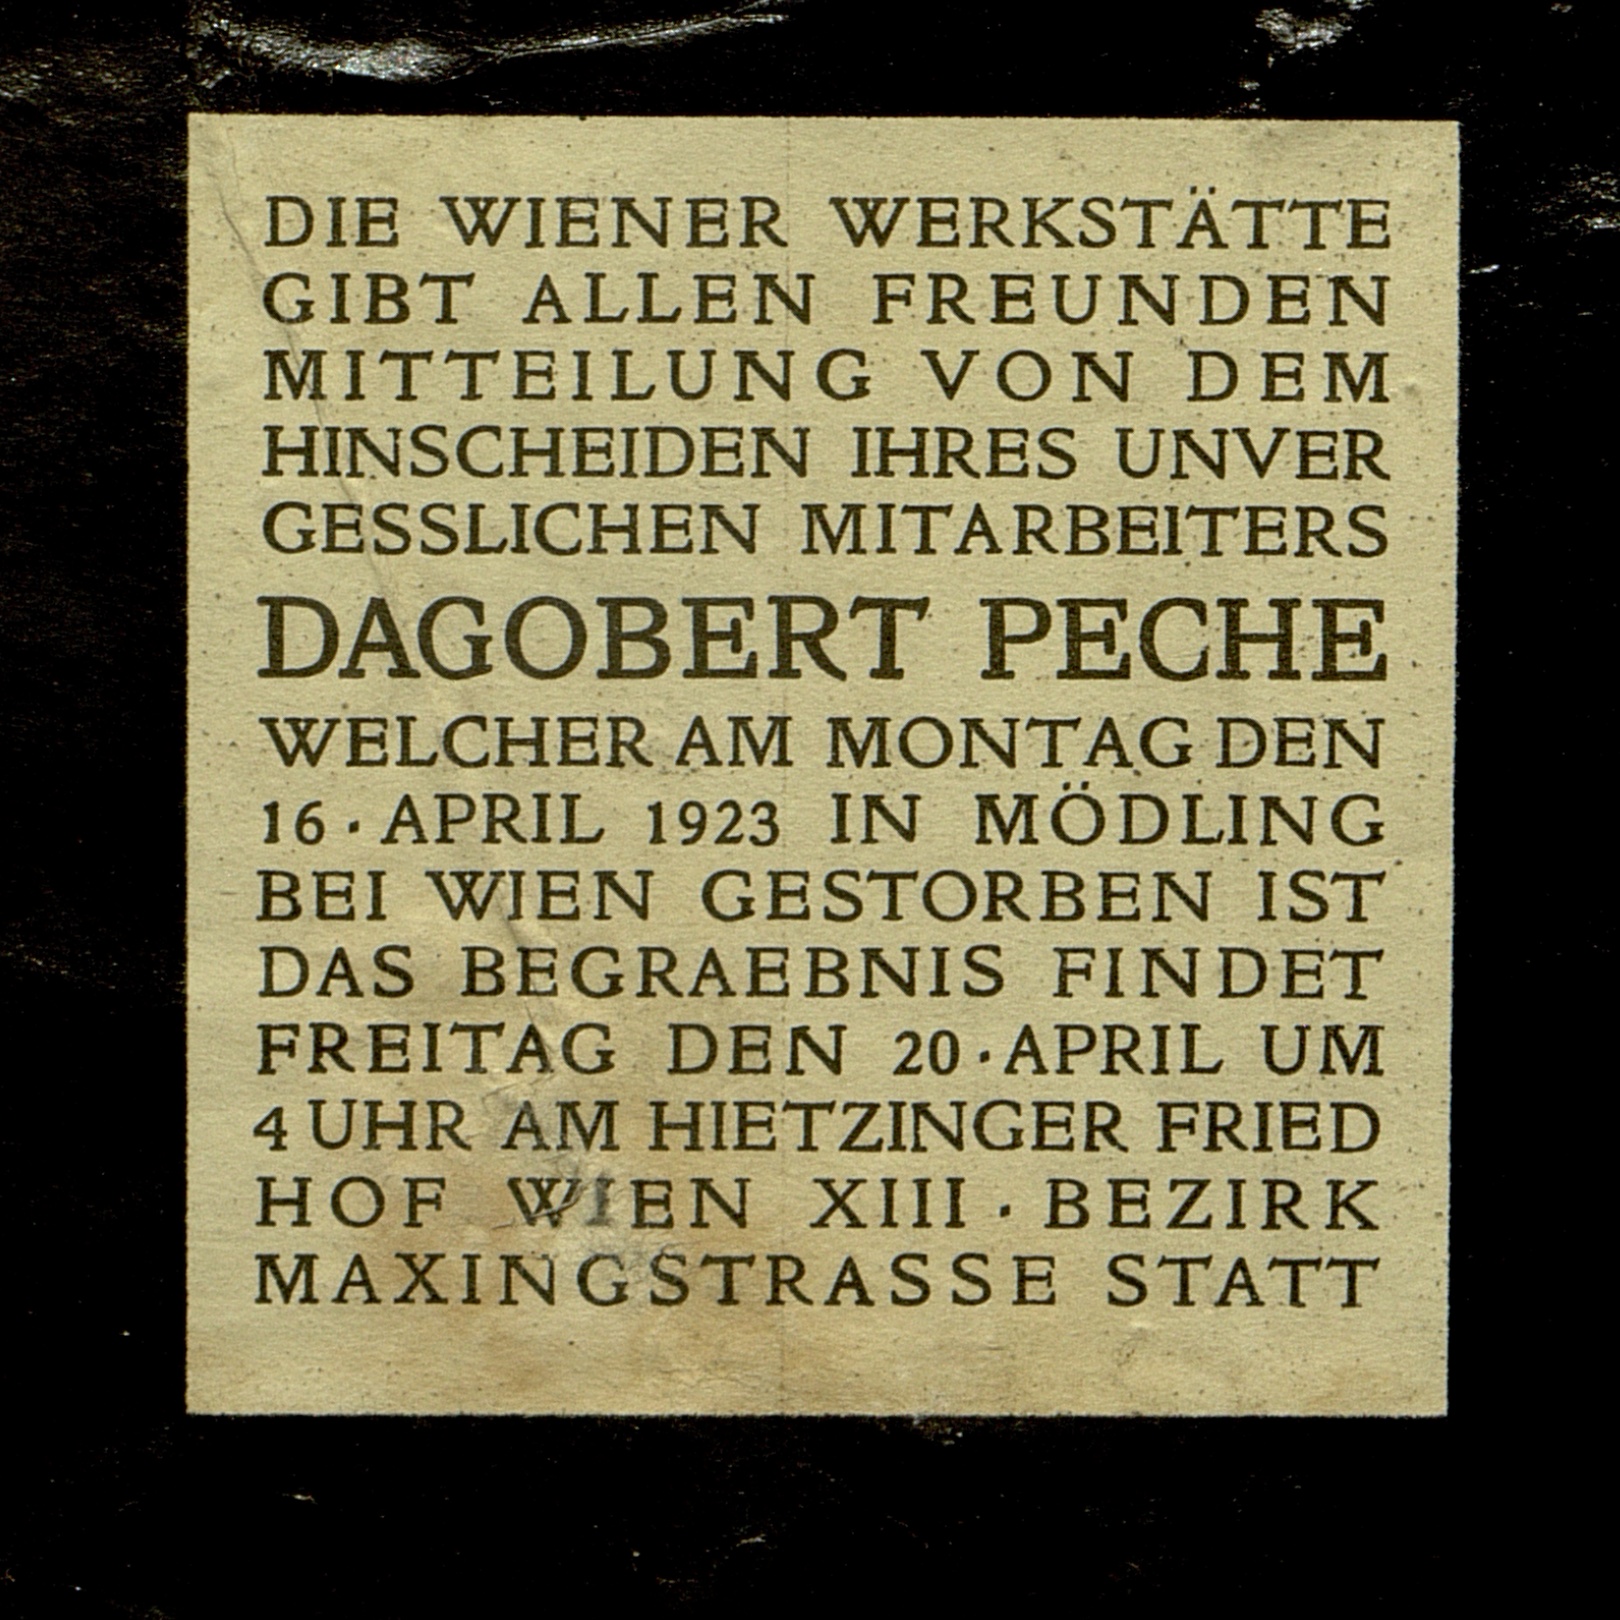 DIE WIENER WERKSTÄTTE
GIBT ALLEN FREUNDEN
MITTEILUNG VON DEM
HINSCHEIDEN IHRES UNVER
GESSLICHEN MITARBEITERS
DAGOBERT PECHE
WELCHER AM MONTAG DEN
16. APRIL 1923 IN MÖDLING
BEI WIEN GESTORBEN IST
DAS BEGRAEBNIS FINDET
FREITAG DEN 20. APRIL UM
4 UHR AM HIETZINGER FRIED
HOF WIEN XIII. BEZIRK
MAXINGSTRASSE STATT